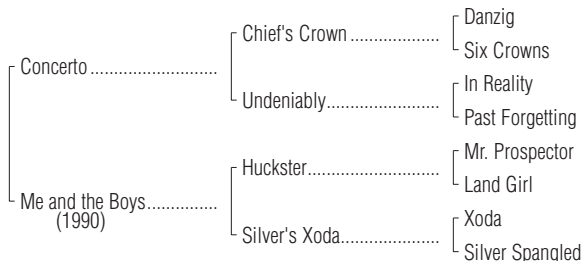 Danzig
Chief's Crown
Six Crowns
Concerto
In Reality
Undeniably
Past Forgetting
Mr. Prospector
Huckster
Land Girl
Me and the Boys
(1990)
Xoda
Silver's Xoda
Silver Spangled